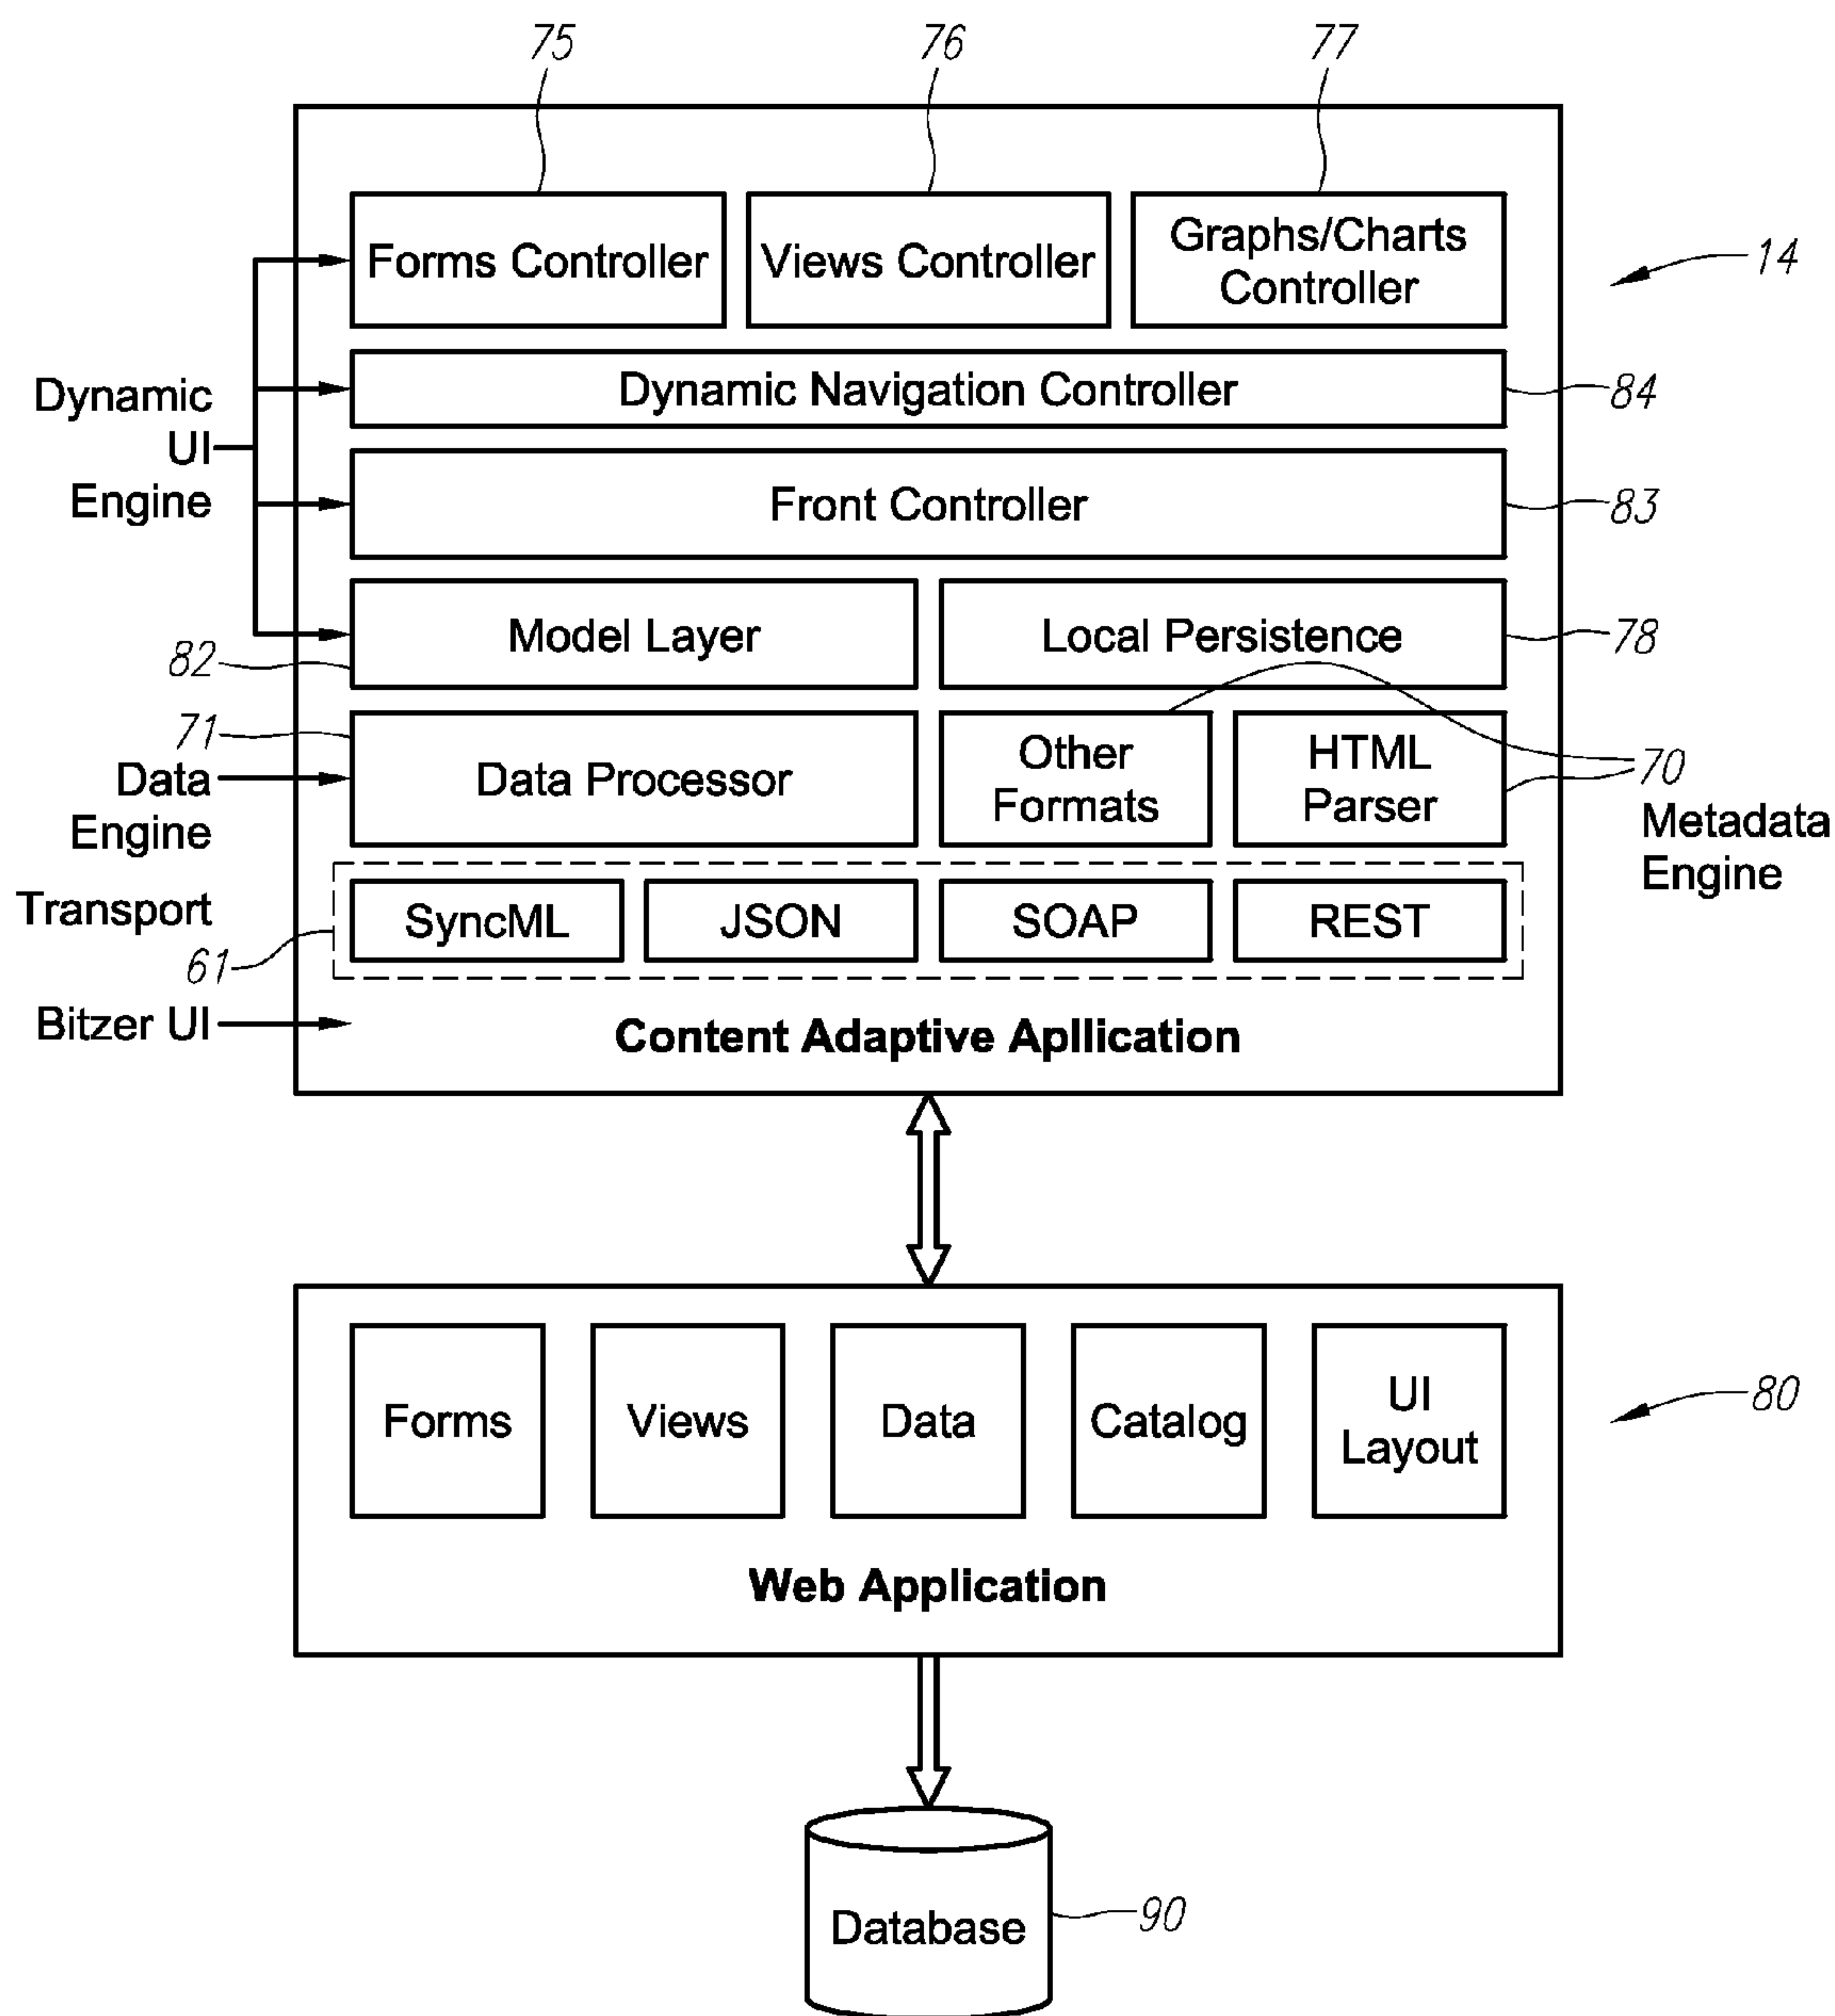 75
76
77
Forms Controller
Views Controller
Graphs/Charts
Controller
14
Dynamic
UI
Engine
Dynamic Navigation Controller
84
Front Controller
83
Model Layer
82
Local Persistence
78
71
Data
Engine
Data Processor
Other
Formats
HTML
Parser
70
Metadata
Engine
Transport
61
SyncML
JSON
SOAP
REST
Bitzer UI
Content Adaptive Apllication
Forms
Views
Data
Catalog
UI
Layout
80
Web Application
Database
90